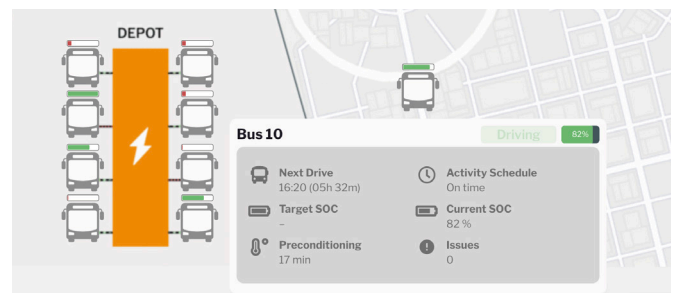 DEPOT
Bus 10
Driving
82%
Next Drive
16:20 (05h 32m)
Activity Schedule
On time
Target SOC
–
Current SOC
82 %
Preconditioning
17 min
Issues
0